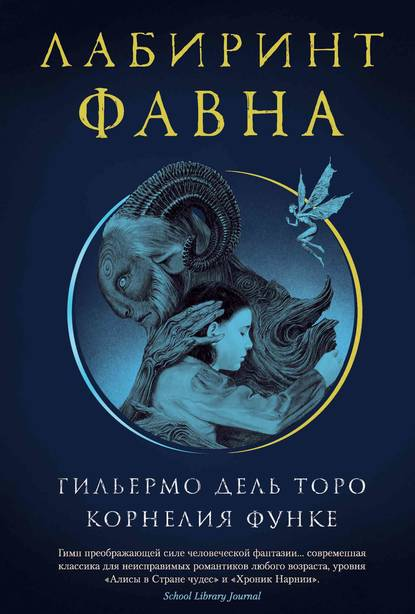 ЛАБИРИНТ
ФАВНА
ГИЛЬЕРМО ДЕЛЬ ТОРО
КОРНЕЛИЯ ФУНКЕ
Гимн преображающей силе человеческой фантазии... современная
классика для неисправимых романтиков любого возраста, уровня
«Алисы в Стране чудес» и «Хроник Нарнии».
School Library Journal